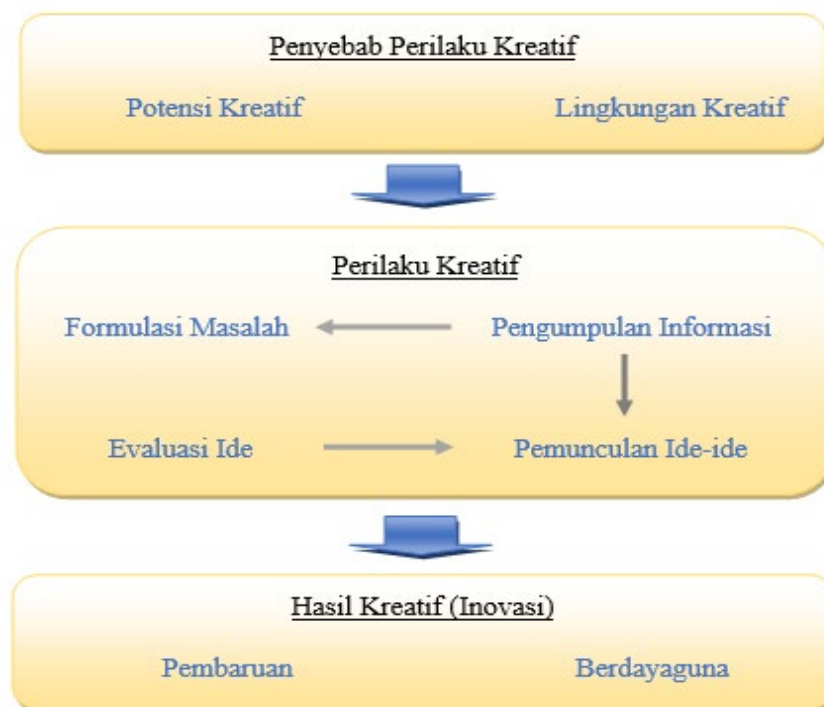 Penyebab Perilaku Kreatif
Potensi Kreatif
Lingkungan Kreatif
Perilaku Kreatif
Formulasi Masalah
Pengumpulan Informasi
Evaluasi Ide
Pemunculan Ide-ide
Hasil Kreatif (Inovasi)
Pembaruan
Berdayaguna